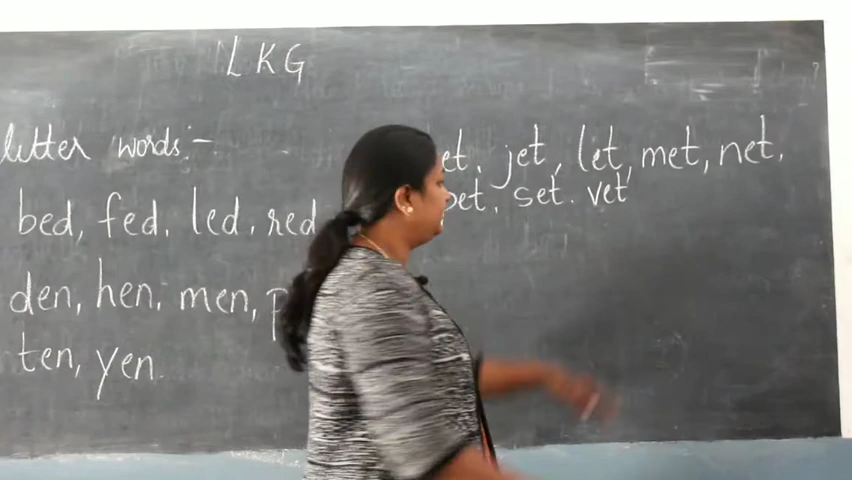 LKG
letter words:-
bed, fed, led, red
den, hen, men,
ten, yen.
jet, let, met, net,
set. vet